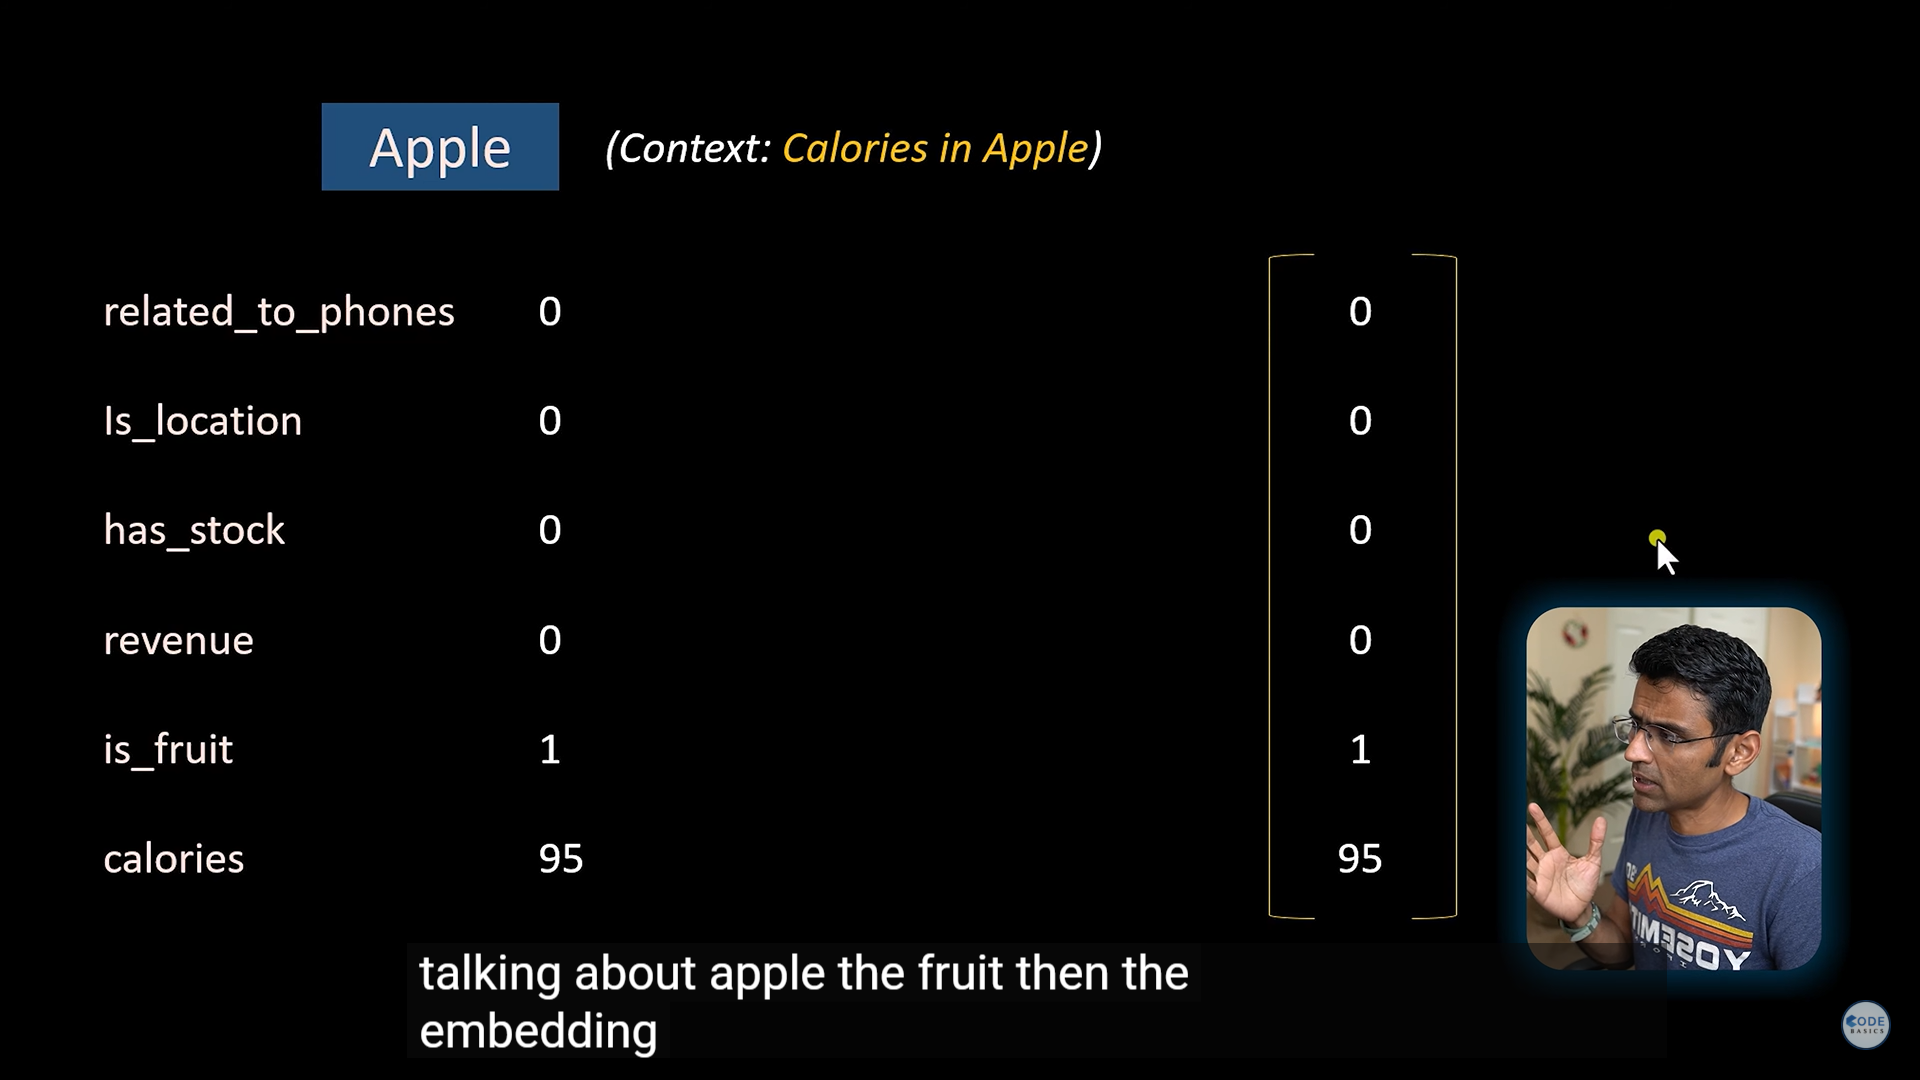 Apple (Context: Calories in Apple)
related_to_phones 0 0
Is_location 0 0
has_stock 0 0
revenue 0 0
is_fruit 1 1
calories 95 95
YOSEMIT
talking about apple the fruit then the
embedding
CODE
BASICS